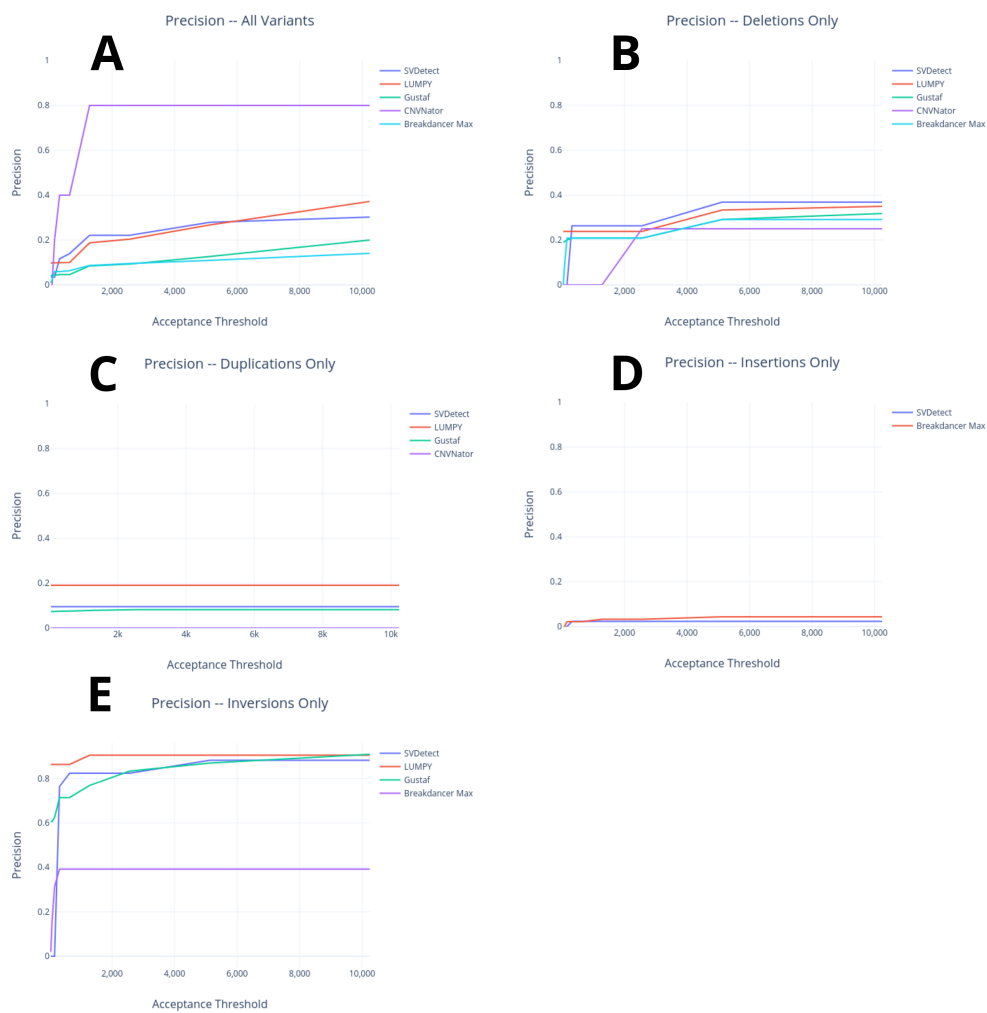 Precision -- All Variants
A
1
0.8
0.6
0.4
0.2
0
2,000 4,000 6,000 8,000 10,000
Precision
Acceptance Threshold
SVDetect
LUMPY
Gustaf
CNVNator
Breakdancer Max
Precision -- Deletions Only
B
1
0.8
0.6
0.4
0.2
0
2,000 4,000 6,000 8,000 10,000
Precision
Acceptance Threshold
SVDetect
LUMPY
Gustaf
CNVNator
Breakdancer Max
Precision -- Duplications Only
C
1
0.8
0.6
0.4
0.2
0
2k 4k 6k 8k 10k
Precision
Acceptance Threshold
SVDetect
LUMPY
Gustaf
CNVNator
Precision -- Insertions Only
D
1
0.8
0.6
0.4
0.2
0
2,000 4,000 6,000 8,000 10,000
Precision
Acceptance Threshold
SVDetect
Breakdancer Max
Precision -- Inversions Only
E
0.8
0.6
0.4
0.2
0
2,000 4,000 6,000 8,000 10,000
Precision
Acceptance Threshold
SVDetect
LUMPY
Gustaf
Breakdancer Max